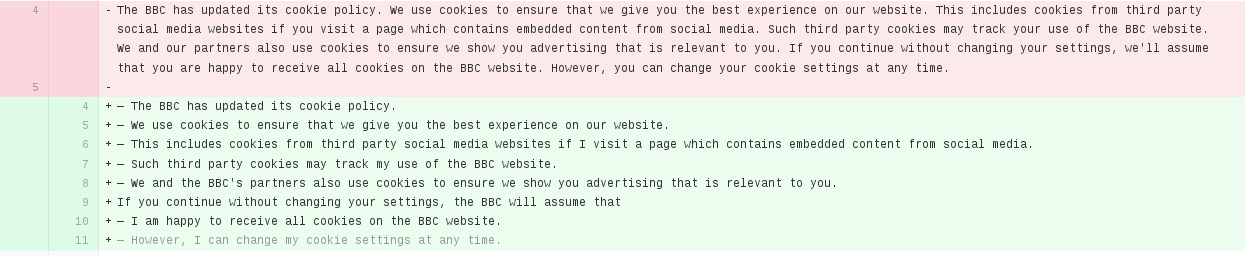 4 - The BBC has updated its cookie policy. We use cookies to ensure that we give you the best experience on our website. This includes cookies from third party
social media websites if you visit a page which contains embedded content from social media. Such third party cookies may track your use of the BBC website.
We and our partners also use cookies to ensure we show you advertising that is relevant to you. If you continue without changing your settings, we'll assume
that you are happy to receive all cookies on the BBC website. However, you can change your cookie settings at any time.
5 -
4 + — The BBC has updated its cookie policy.
5 + — We use cookies to ensure that we give you the best experience on our website.
6 + — This includes cookies from third party social media websites if I visit a page which contains embedded content from social media.
7 + — Such third party cookies may track my use of the BBC website.
8 + — We and the BBC's partners also use cookies to ensure we show you advertising that is relevant to you.
9 + If you continue without changing your settings, the BBC will assume that
10 + — I am happy to receive all cookies on the BBC website.
11 + — However, I can change my cookie settings at any time.